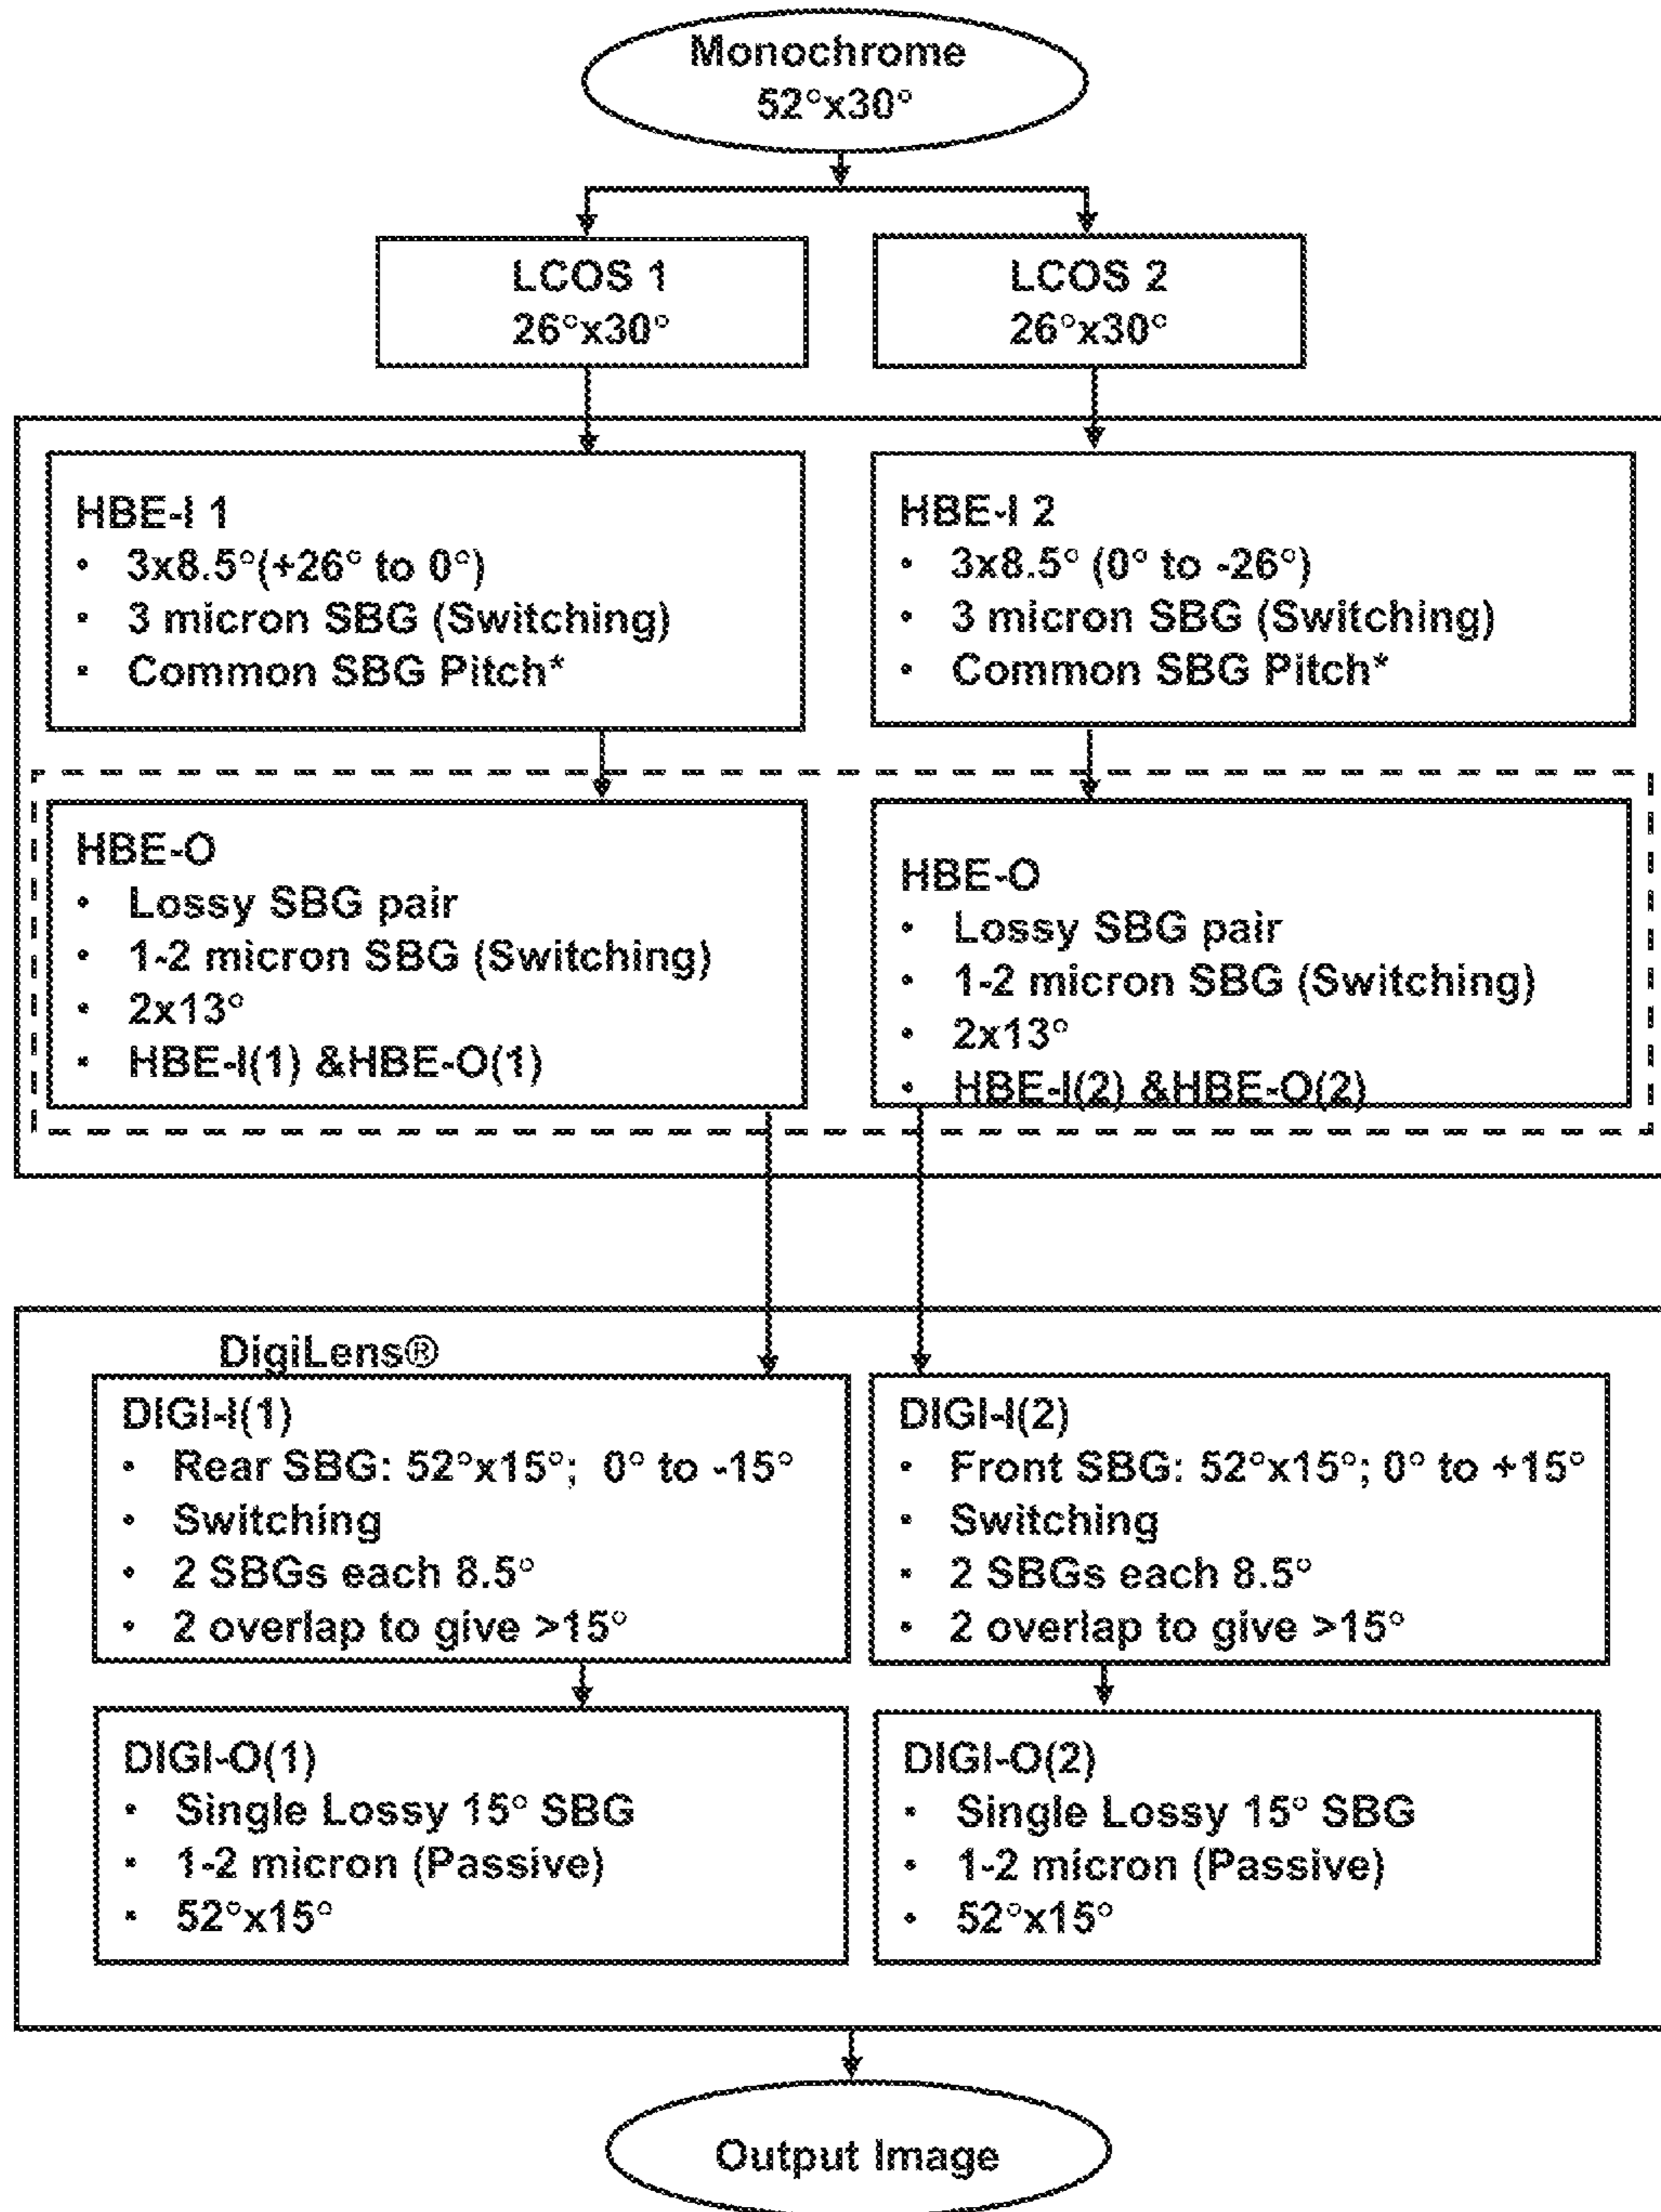 Monochrome
52°x30°
LCOS 1
26°x30°
LCOS 2
26°x30°
HBE-I 1
• 3x8.5°(+26° to 0°)
• 3 micron SBG (Switching)
• Common SBG Pitch*
HBE-I 2
• 3x8.5° (0° to -26°)
• 3 micron SBG (Switching)
• Common SBG Pitch*
HBE-O
• Lossy SBG pair
• 1-2 micron SBG (Switching)
• 2x13°
• HBE-I(1) &HBE-O(1)
HBE-O
• Lossy SBG pair
• 1-2 micron SBG (Switching)
• 2x13°
• HBE-I(2) &HBE-O(2)
DigiLens®
DIGI-I(1)
• Rear SBG: 52°x15°; 0° to -15°
• Switching
• 2 SBGs each 8.5°
• 2 overlap to give >15°
DIGI-I(2)
• Front SBG: 52°x15°; 0° to +15°
• Switching
• 2 SBGs each 8.5°
• 2 overlap to give >15°
DIGI-O(1)
• Single Lossy 15° SBG
• 1-2 micron (Passive)
• 52°x15°
DIGI-O(2)
• Single Lossy 15° SBG
• 1-2 micron (Passive)
• 52°x15°
Output Image